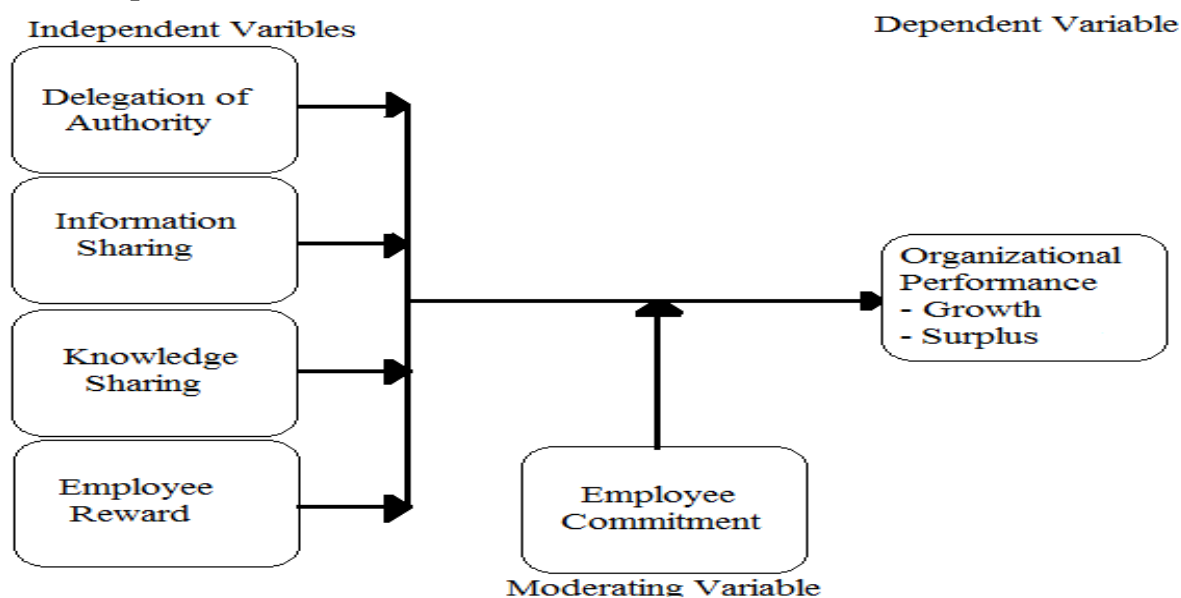 Independent Varibles
Dependent Variable
Delegation of
Authority
Information
Sharing
Knowledge
Sharing
Employee
Reward
Organizational
Performance
- Growth
- Surplus
Employee
Commitment
Moderating Variable